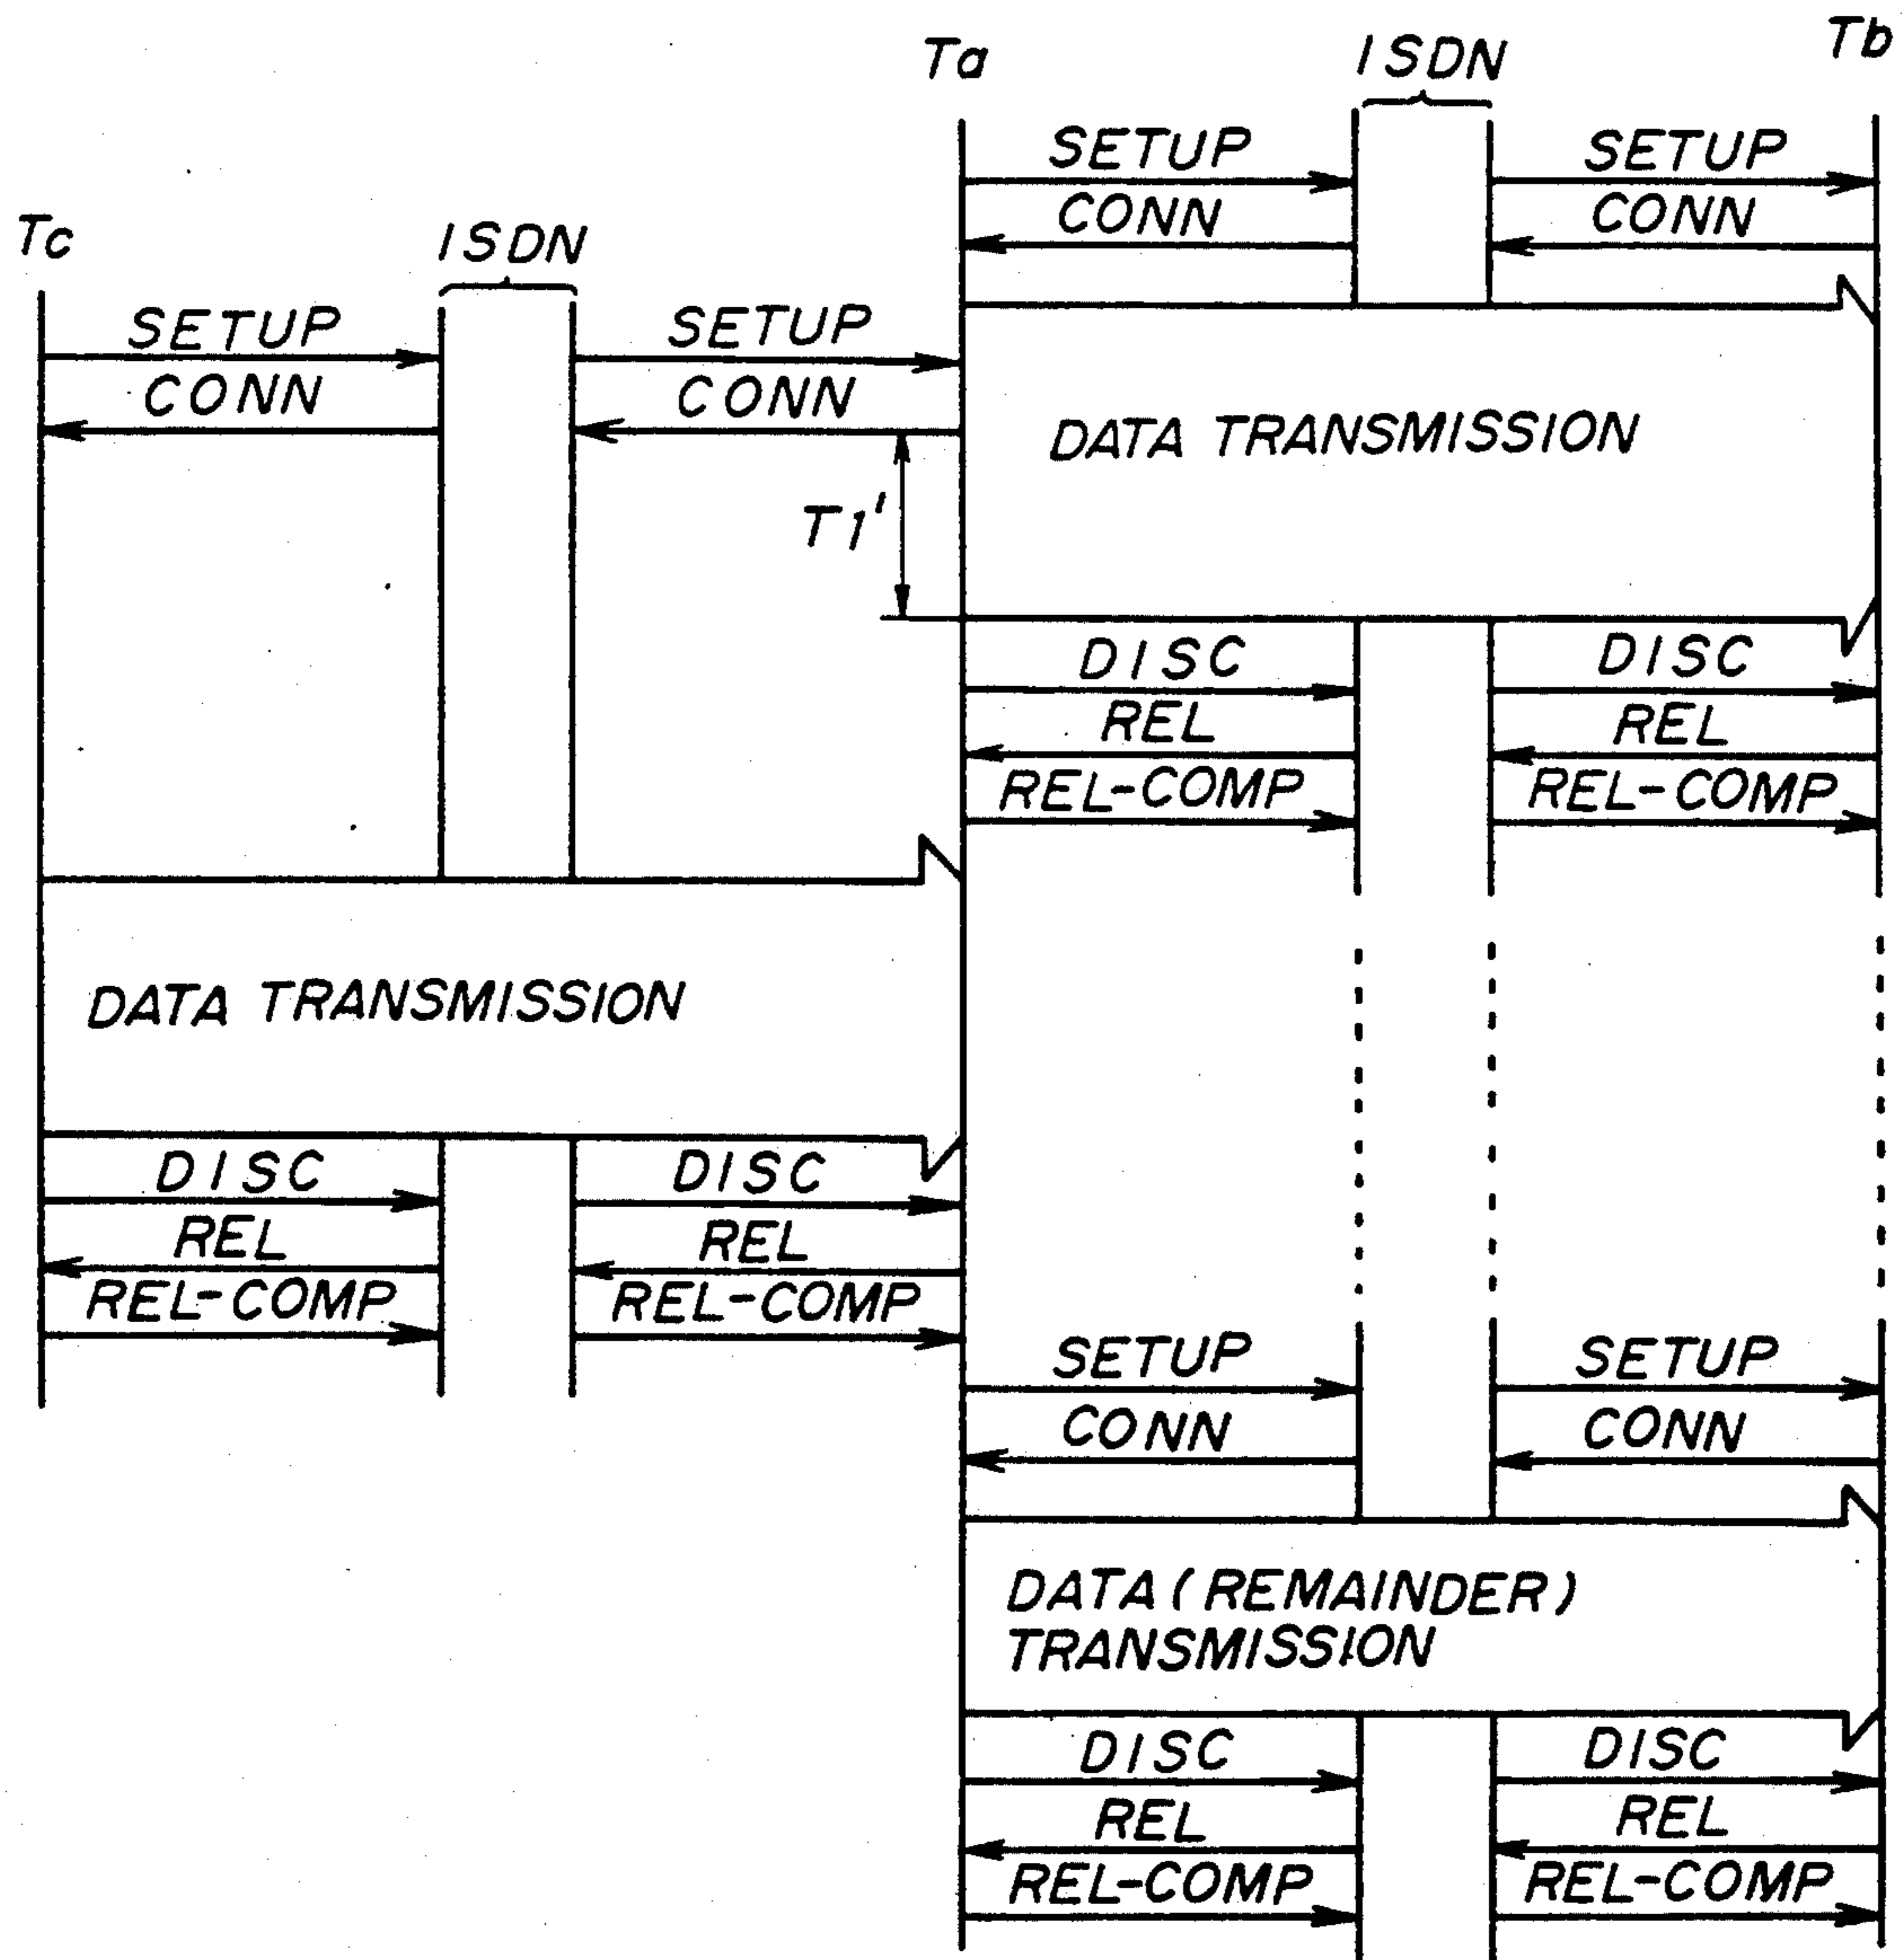 Ta
ISDN
Tb
SETUP
SETUP
CONN
CONN
Tc
ISDN
SETUP
SETUP
CONN
CONN
DATA TRANSMISSION
T1'
DISC
DISC
REL
REL
REL-COMP
REL-COMP
DATA TRANSMISSION
DISC
DISC
REL
REL
REL-COMP
REL-COMP
SETUP
SETUP
CONN
CONN
DATA (REMAINDER)
TRANSMISSION
DISC
DISC
REL
REL
REL-COMP
REL-COMP